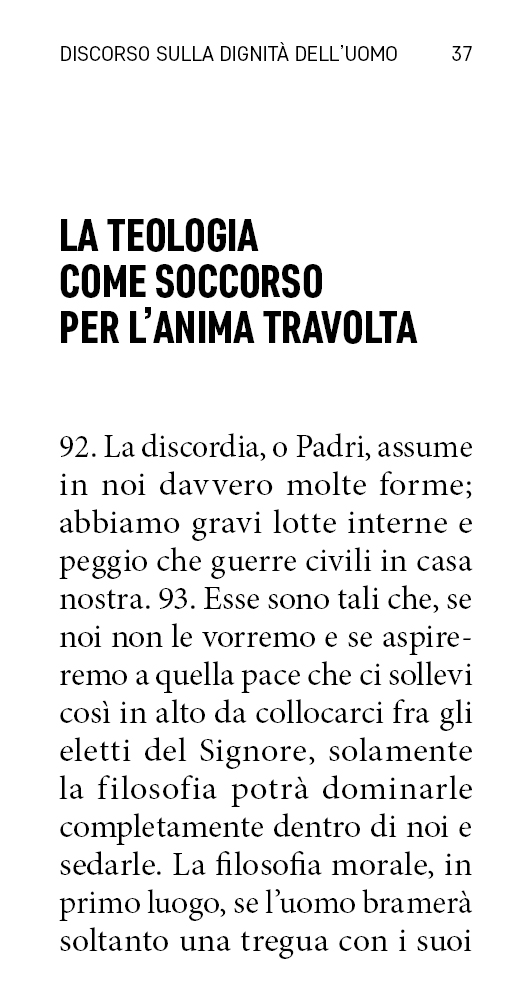 DISCORSO SULLA DIGNITÀ DELL’UOMO 37
LA TEOLOGIA
COME SOCCORSO
PER L’ANIMA TRAVOLTA
92. La discordia, o Padri, assume
in noi davvero molte forme;
abbiamo gravi lotte interne e
peggio che guerre civili in casa
nostra. 93. Esse sono tali che, se
noi non le vorremo e se aspire-
remo a quella pace che ci sollevi
così in alto da collocarci fra gli
eletti del Signore, solamente
la filosofia potrà dominarle
completamente dentro di noi e
sedarle. La filosofia morale, in
primo luogo, se l’uomo bramerà
soltanto una tregua con i suoi